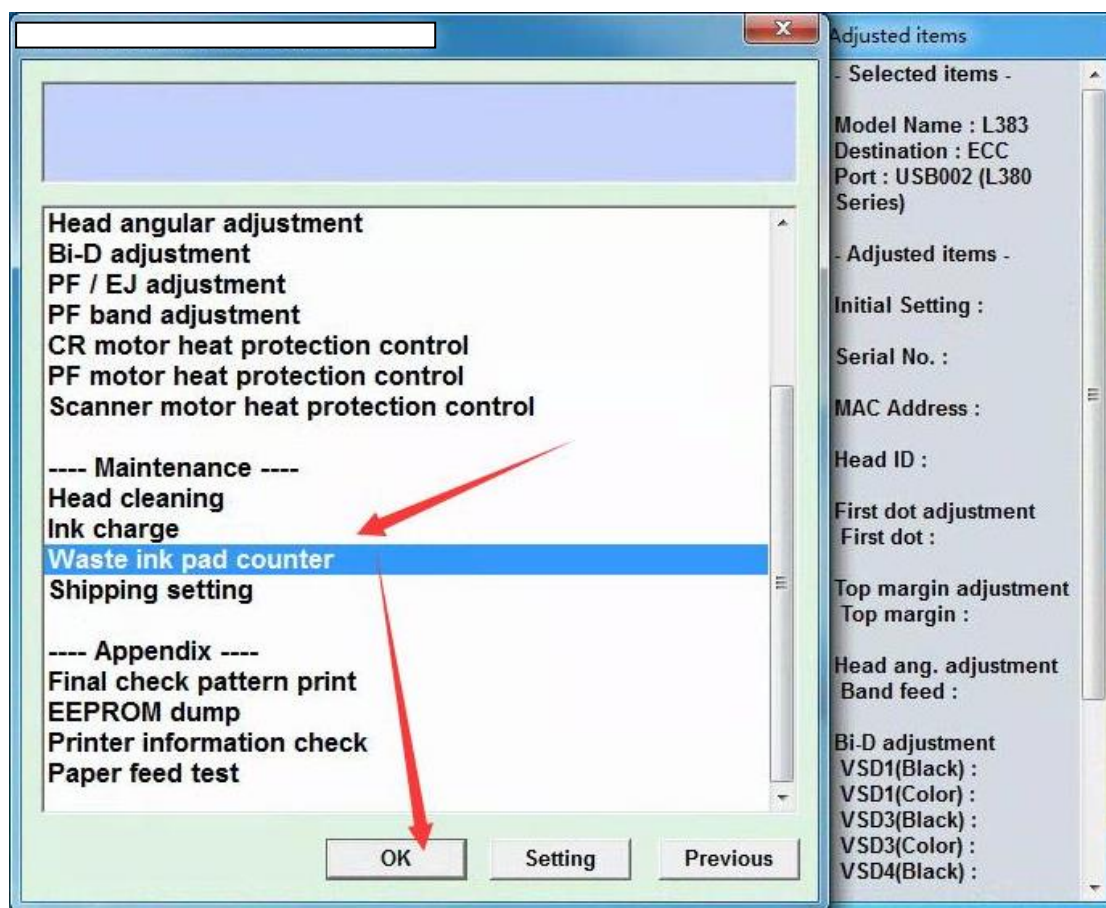 Head angular adjustment
Bi-D adjustment
PF / EJ adjustment
PF band adjustment
CR motor heat protection control
PF motor heat protection control
Scanner motor heat protection control
---- Maintenance ----
Head cleaning
Ink charge
Waste ink pad counter
Shipping setting
---- Appendix ----
Final check pattern print
EEPROM dump
Printer information check
Paper feed test
OK
Setting
Previous
Adjusted items
- Selected items -
Model Name : L383
Destination : ECC
Port : USB002 (L380
Series)
- Adjusted items -
Initial Setting :
Serial No. :
MAC Address :
Head ID :
First dot adjustment
First dot :
Top margin adjustment
Top margin :
Head ang. adjustment
Band feed :
Bi-D adjustment
VSD1(Black) :
VSD1(Color) :
VSD3(Black) :
VSD3(Color) :
VSD4(Black) :